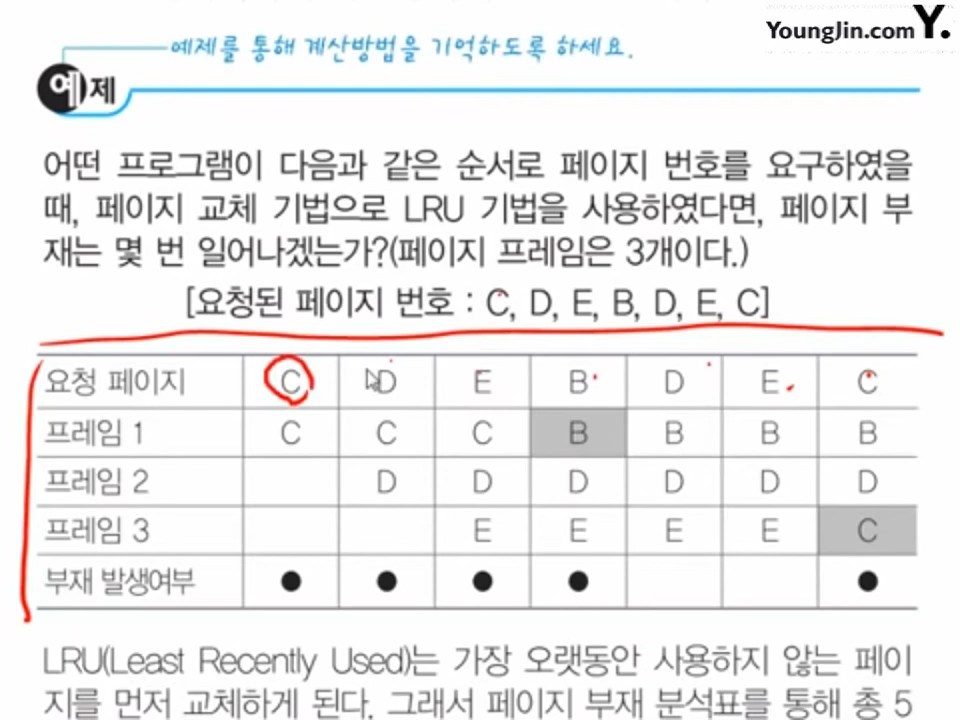 YoungJin.com Y.
예제를 통해 계산방법을 기억하도록 하세요.
예제
어떤 프로그램이 다음과 같은 순서로 페이지 번호를 요구하였을
때, 페이지 교체 기법으로 LRU 기법을 사용하였다면, 페이지 부
재는 몇 번 일어나겠는가?(페이지 프레임은 3개이다.)
[요청된 페이지 번호 : C, D, E, B, D, E, C]
요청 페이지 C D E B D E C
프레임 1 C C C B B B B
프레임 2 D D D D D D
프레임 3 E E E E C
부재 발생여부 ● ● ● ● ●
LRU(Least Recently Used)는 가장 오랫동안 사용하지 않는 페이
지를 먼저 교체하게 된다. 그래서 페이지 부재 분석표를 통해 총 5